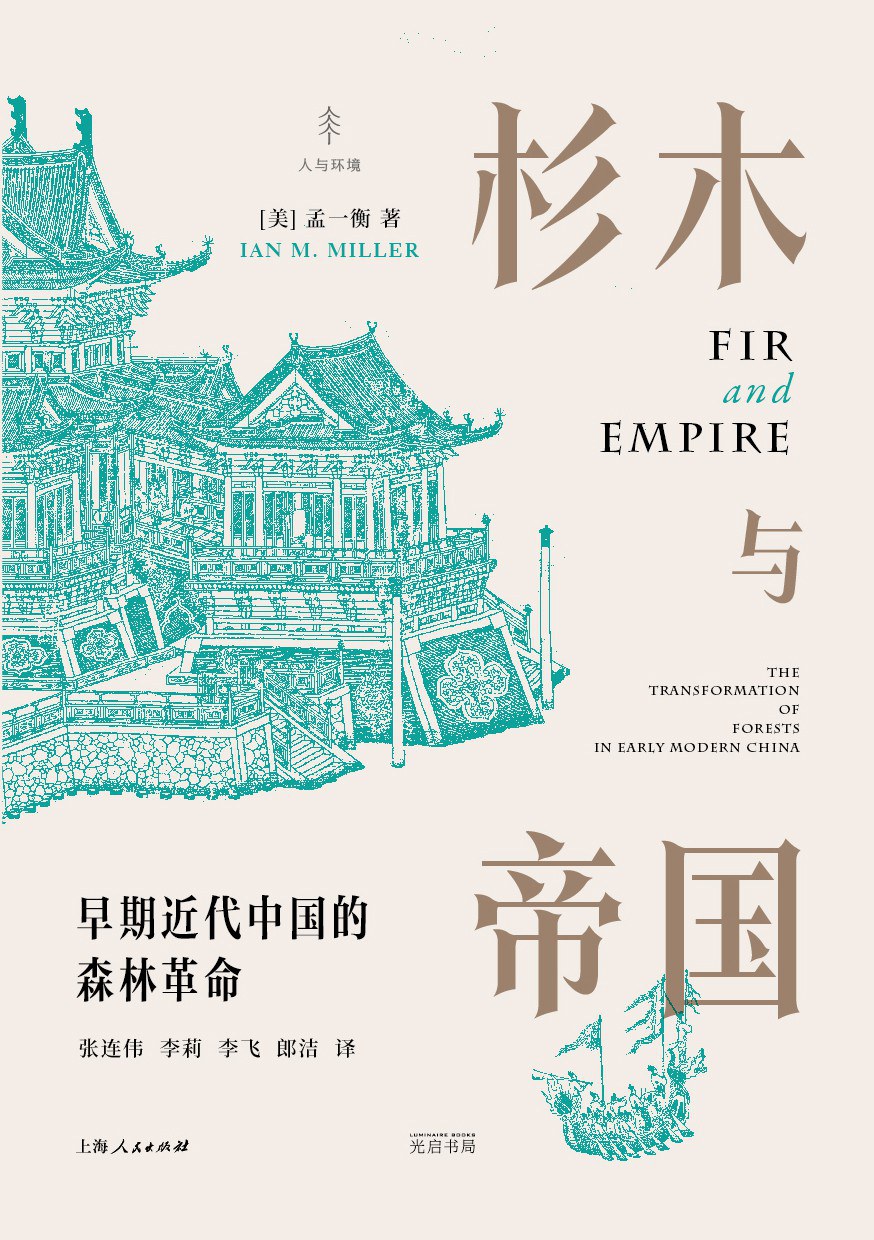 人与环境
[美] 孟一衡 著
IAN M. MILLER
杉木
FIR
and
EMPIRE
与
THE
TRANSFORMATION
OF
FORESTS
IN EARLY MODERN CHINA
帝国
早期近代中国的
森林革命
张连伟 李莉 李飞 郎洁 译
上海人民出版社
LUMINAIRE BOOKS
光启书局